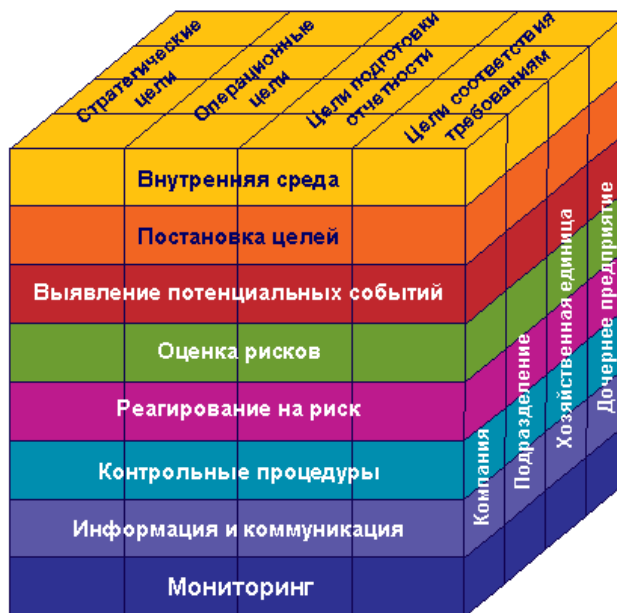 Стратегические
цели
Операционные
цели
Цели подготовки
отчетности
Цели соответствия
требованиям
Внутренняя среда
Постановка целей
Выявление потенциальных событий
Оценка рисков
Реагирование на риск
Контрольные процедуры
Информация и коммуникация
Мониторинг
Компания
Подразделение
Хозяйственная единица
Дочернее предприятие